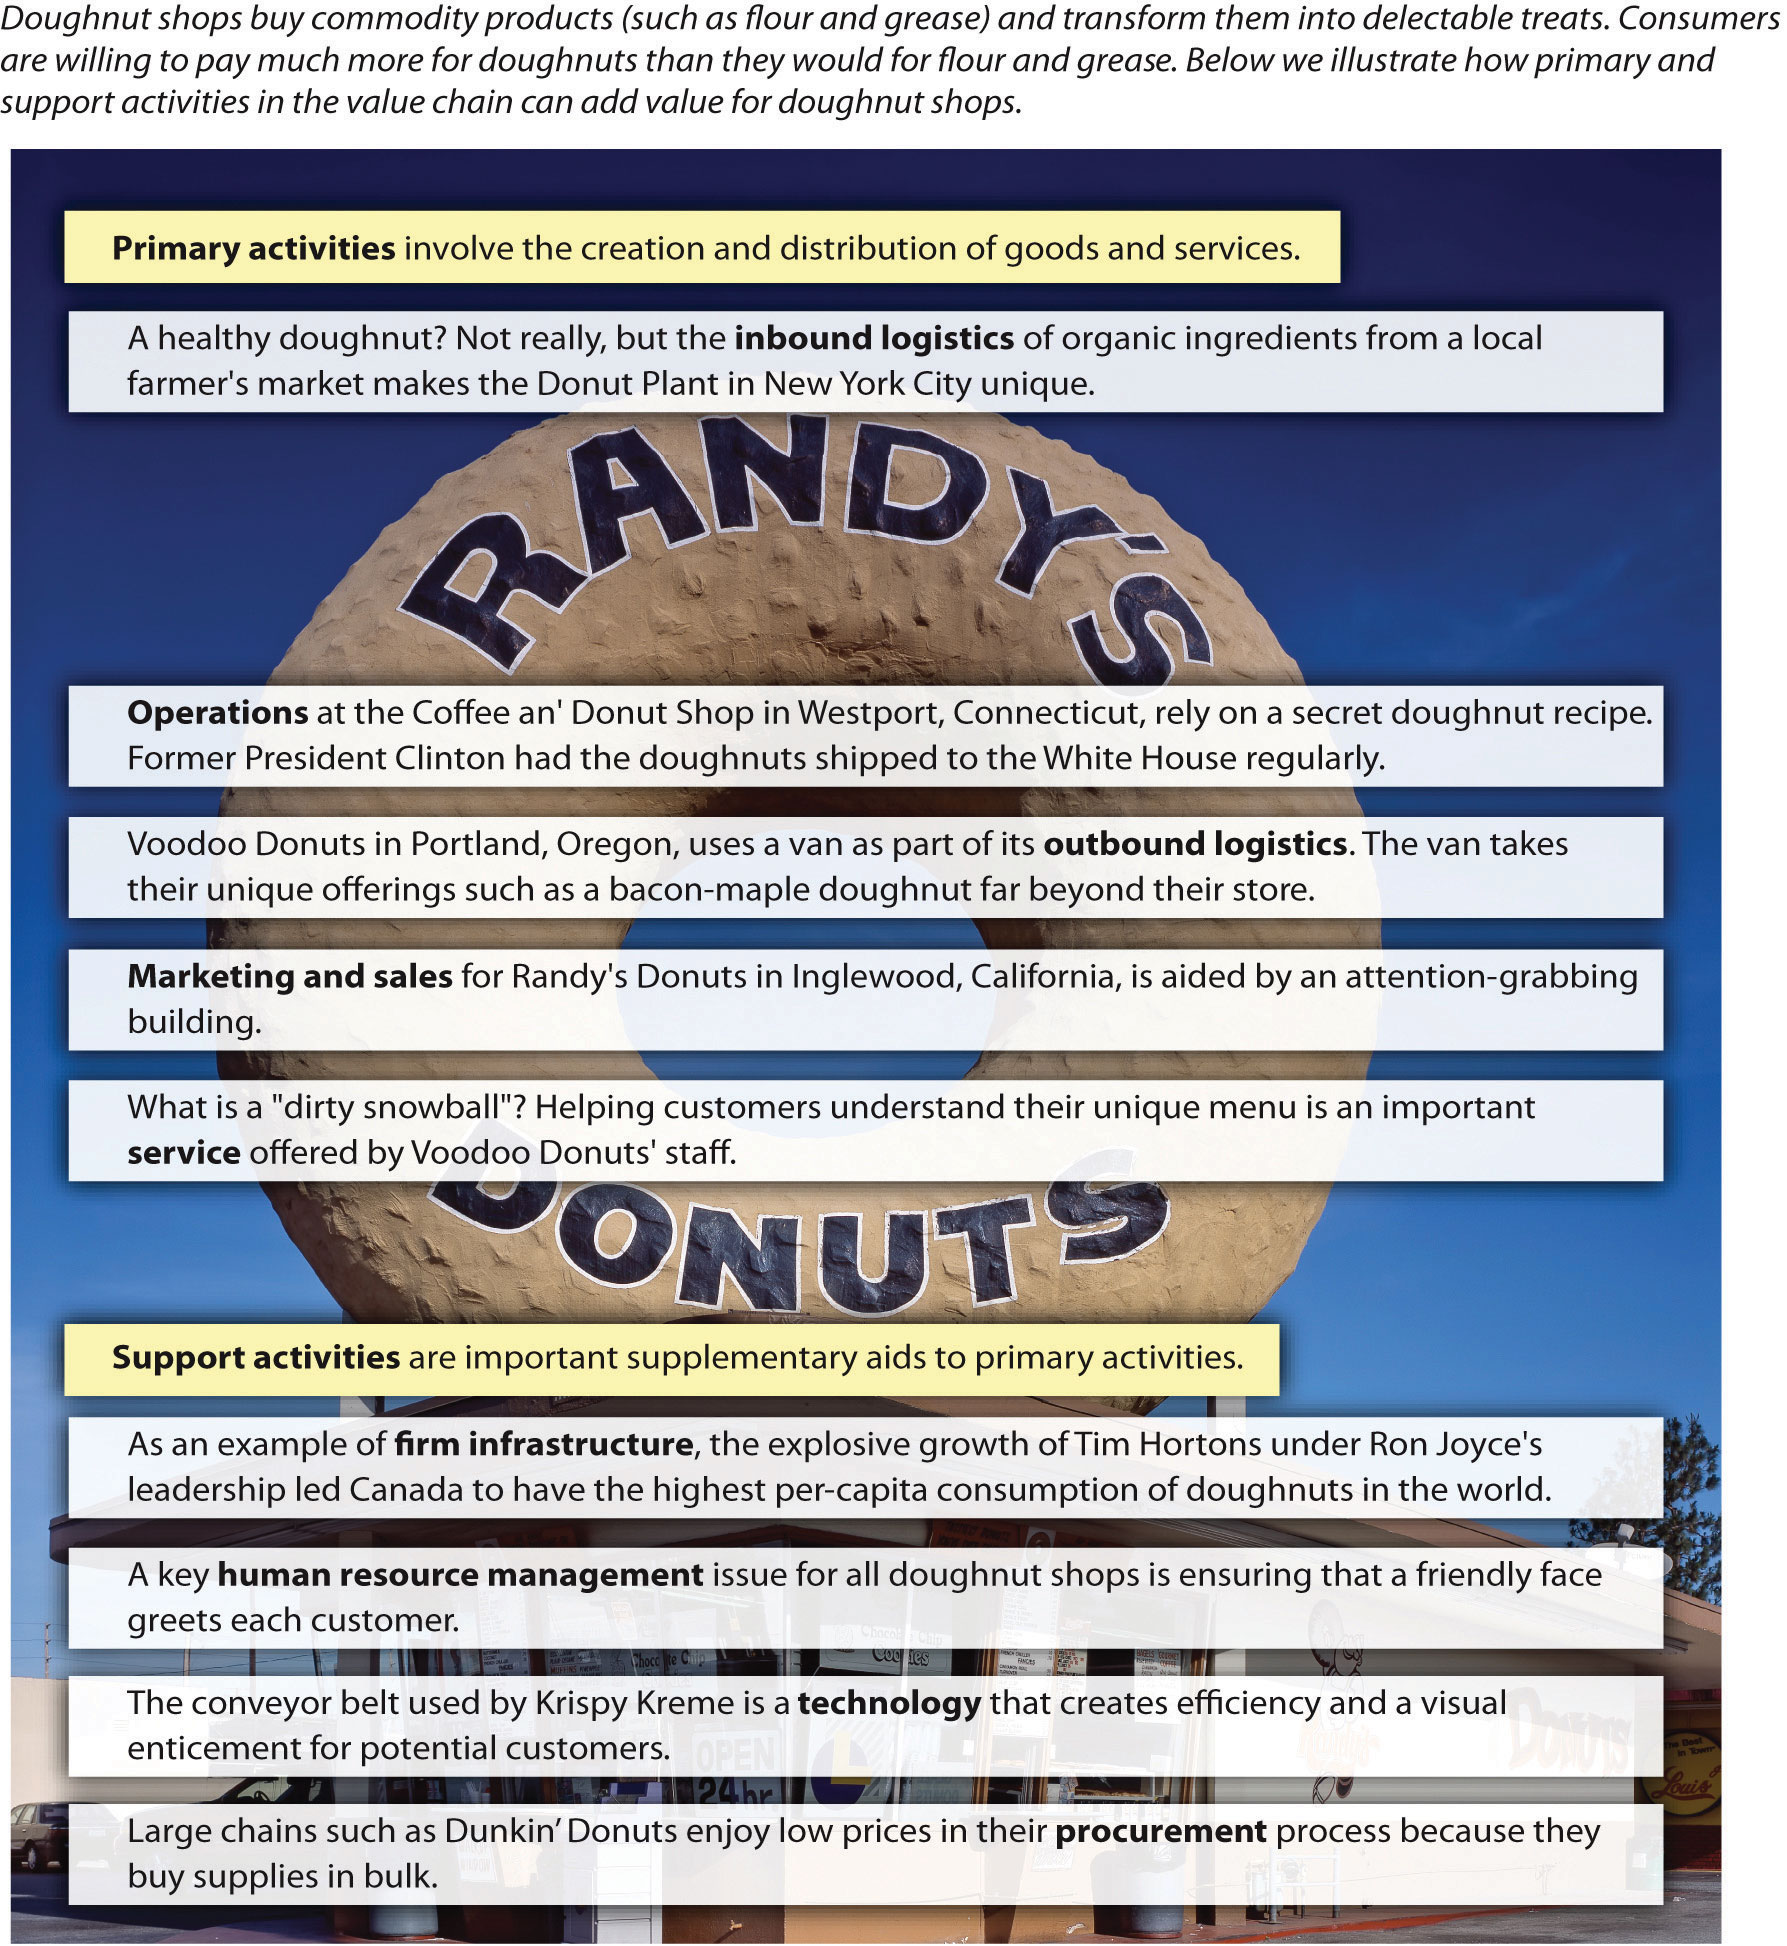 Doughnut shops buy commodity products (such as flour and grease) and transform them into delectable treats. Consumers
are willing to pay much more for doughnuts than they would for flour and grease. Below we illustrate how primary and
support activities in the value chain can add value for doughnut shops.
Primary activities involve the creation and distribution of goods and services.
A healthy doughnut? Not really, but the inbound logistics of organic ingredients from a local
farmer's market makes the Donut Plant in New York City unique.
RANDY'S
Operations at the Coffee an' Donut Shop in Westport, Connecticut, rely on a secret doughnut recipe.
Former President Clinton had the doughnuts shipped to the White House regularly.
Voodoo Donuts in Portland, Oregon, uses a van as part of its outbound logistics. The van takes
their unique offerings such as a bacon-maple doughnut far beyond their store.
Marketing and sales for Randy's Donuts in Inglewood, California, is aided by an attention-grabbing
building.
What is a "dirty snowball"? Helping customers understand their unique menu is an important
service offered by Voodoo Donuts' staff.
DONUTS
Support activities are important supplementary aids to primary activities.
As an example of firm infrastructure, the explosive growth of Tim Hortons under Ron Joyce's
leadership led Canada to have the highest per-capita consumption of doughnuts in the world.
A key human resource management issue for all doughnut shops is ensuring that a friendly face
greets each customer.
Chocolate Chip
Cookies
The conveyor belt used by Krispy Kreme is a technology that creates efficiency and a visual
enticement for potential customers.
OPEN
24 hr
DONUTS
The Best
in Town
Louis
Large chains such as Dunkin' Donuts enjoy low prices in their procurement process because they
buy supplies in bulk.